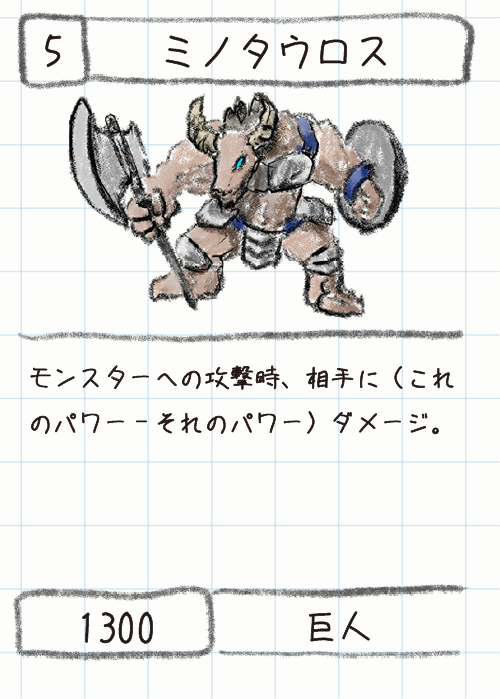 5
ミノタウロス
モンスターへの攻撃時、相手に（これ
のパワー－それのパワー）ダメージ。
1300
巨人